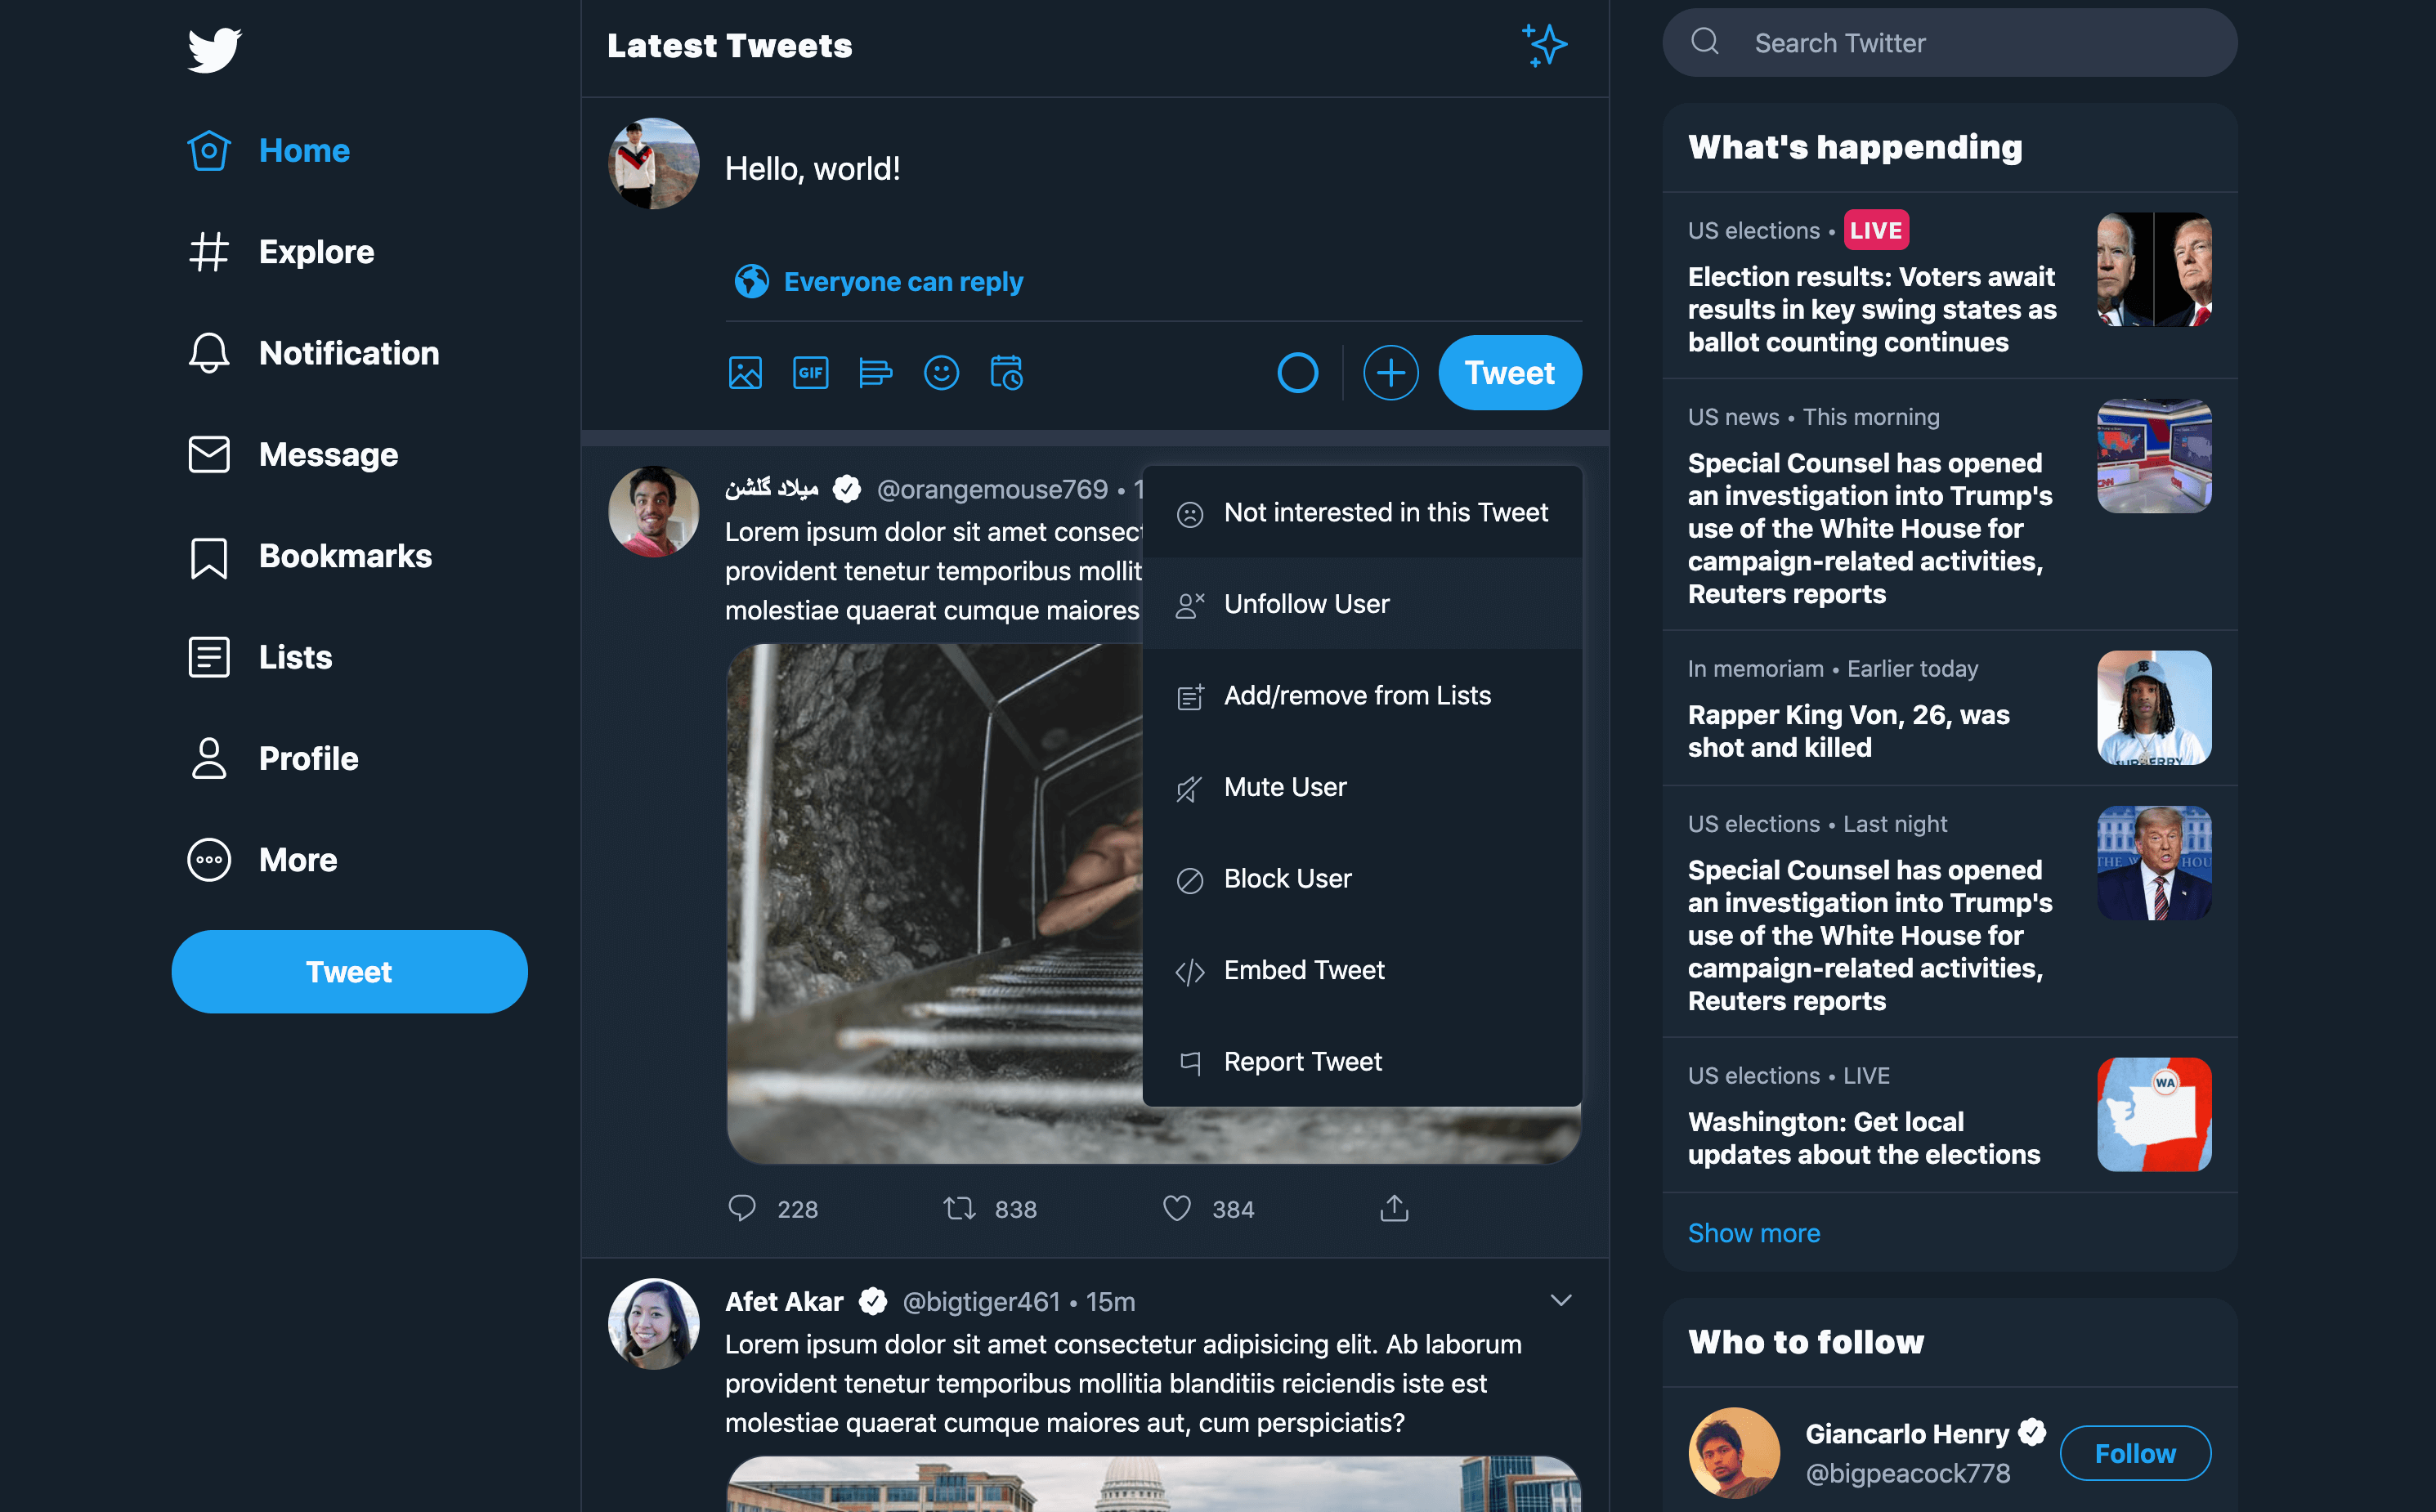 Home
Explore
Notification
Message
Bookmarks
Lists
Profile
More
Tweet
Latest Tweets
Hello, world!
Everyone can reply
GIF
Tweet
میلاد گلشن @orangemouse769 • 1
Lorem ipsum dolor sit amet consect
provident tenetur temporibus mollit
molestiae quaerat cumque maiores
Not interested in this Tweet
Unfollow User
Add/remove from Lists
Mute User
Block User
Embed Tweet
Report Tweet
228 838 384
Afet Akar @bigtiger461 • 15m
Lorem ipsum dolor sit amet consectetur adipisicing elit. Ab laborum
provident tenetur temporibus mollitia blanditiis reiciendis iste est
molestiae quaerat cumque maiores aut, cum perspiciatis?
Search Twitter
What's happending
US elections • LIVE
Election results: Voters await
results in key swing states as
ballot counting continues
US news • This morning
Special Counsel has opened
an investigation into Trump's
use of the White House for
campaign-related activities,
Reuters reports
CNN
In memoriam • Earlier today
Rapper King Von, 26, was
shot and killed
US elections • Last night
Special Counsel has opened
an investigation into Trump's
use of the White House for
campaign-related activities,
Reuters reports
THE W HOU
US elections • LIVE
Washington: Get local
updates about the elections
WA
Show more
Who to follow
Giancarlo Henry
@bigpeacock778
Follow